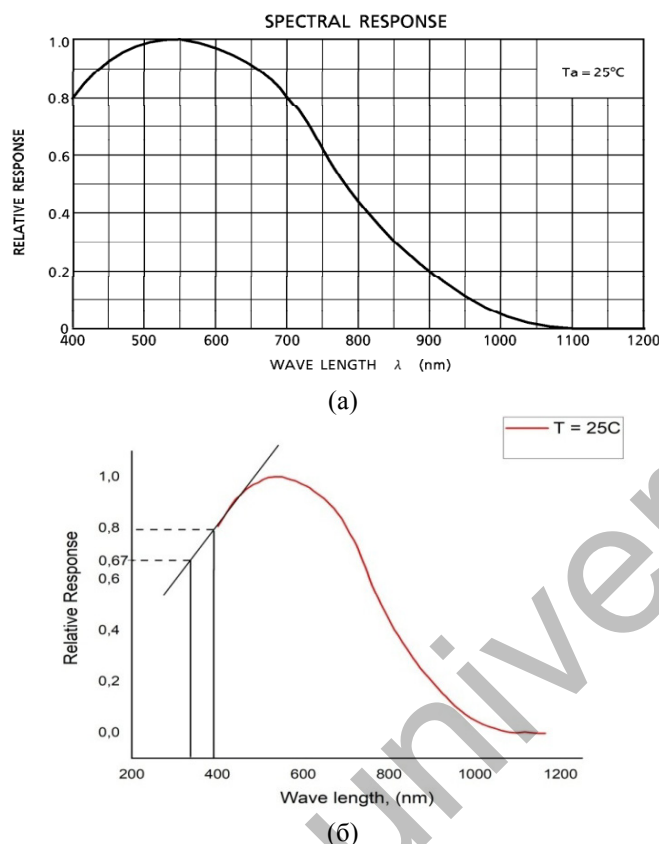 SPECTRAL RESPONSE
RELATIVE RESPONSE
1.0
0.8
0.6
0.4
0.2
0
Ta = 25°C
400 500 600 700 800 900 1000 1100 1200
WAVE LENGTH λ (nm)
(а)
T = 25C
Relative Response
1,0
0,8
0,67
0,6
0,4
0,2
0,0
200 400 600 800 1000 1200
Wave length, (nm)
(б)
univer